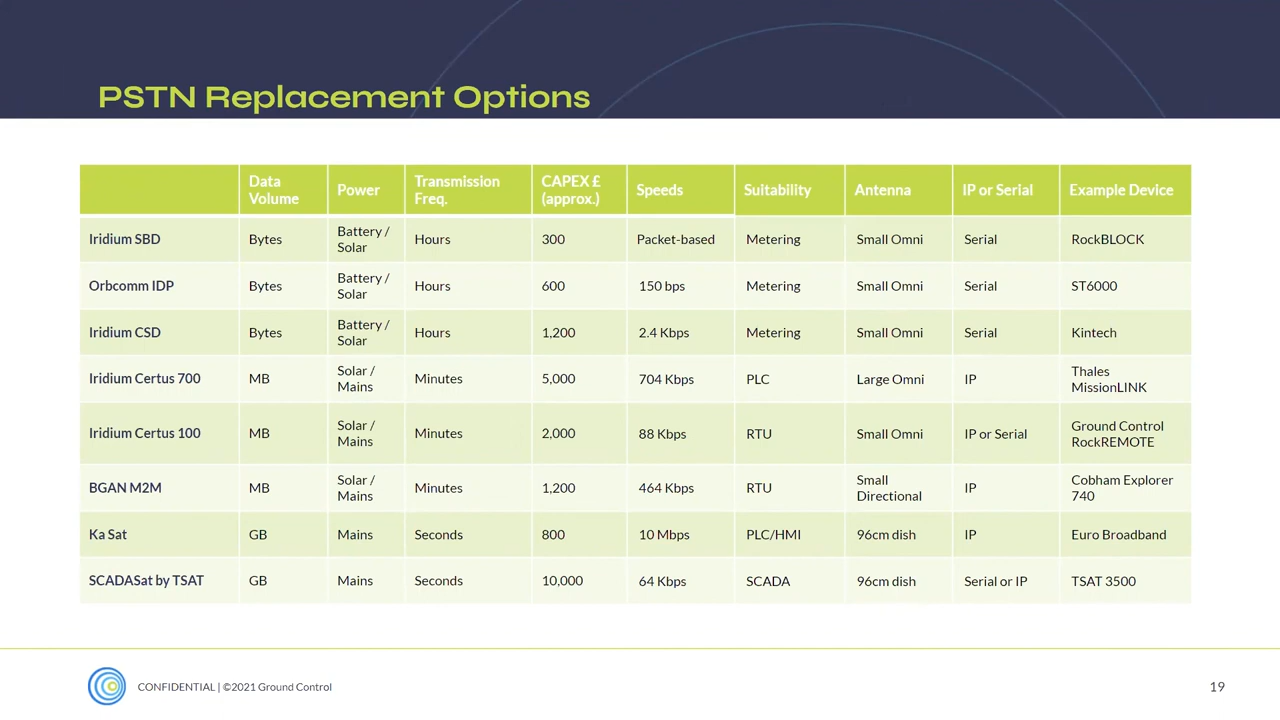 PSTN Replacement Options
Data Volume Power Transmission Freq. CAPEX £ (approx.) Speeds Suitability Antenna IP or Serial Example Device
Iridium SBD Bytes Battery / Solar Hours 300 Packet-based Metering Small Omni Serial RockBLOCK
Orbcomm IDP Bytes Battery / Solar Hours 600 150 bps Metering Small Omni Serial ST6000
Iridium CSD Bytes Battery / Solar Hours 1,200 2.4 Kbps Metering Small Omni Serial Kintech
Iridium Certus 700 MB Solar / Mains Minutes 5,000 704 Kbps PLC Large Omni IP Thales MissionLINK
Iridium Certus 100 MB Solar / Mains Minutes 2,000 88 Kbps RTU Small Omni IP or Serial Ground Control RockREMOTE
BGAN M2M MB Solar / Mains Minutes 1,200 464 Kbps RTU Small Directional IP Cobham Explorer 740
Ka Sat GB Mains Seconds 800 10 Mbps PLC/HMI 96cm dish IP Euro Broadband
SCADASat by TSAT GB Mains Seconds 10,000 64 Kbps SCADA 96cm dish Serial or IP TSAT 3500
CONFIDENTIAL | ©2021 Ground Control
19